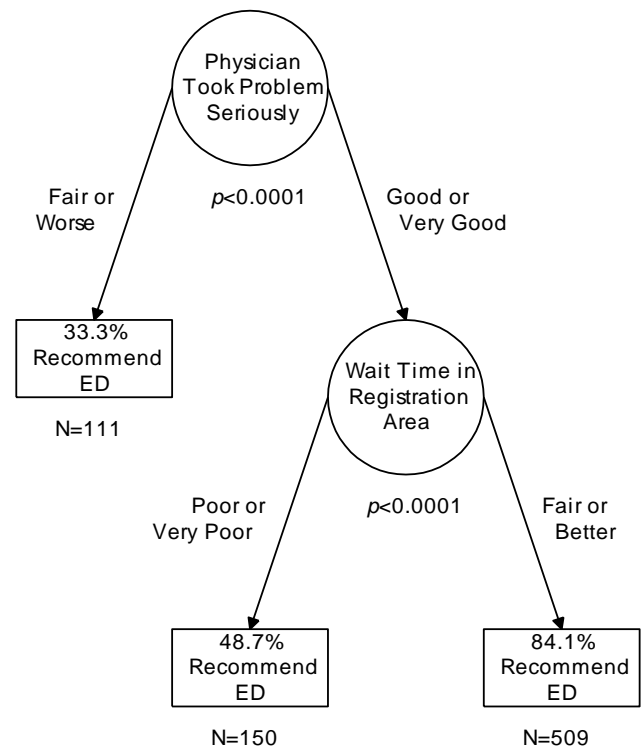 Physician
Took Problem
Seriously
p<0.0001
Fair or
Worse
Good or
Very Good
33.3%
Recommend
ED
N=111
Wait Time in
Registration
Area
p<0.0001
Poor or
Very Poor
Fair or
Better
48.7%
Recommend
ED
N=150
84.1%
Recommend
ED
N=509